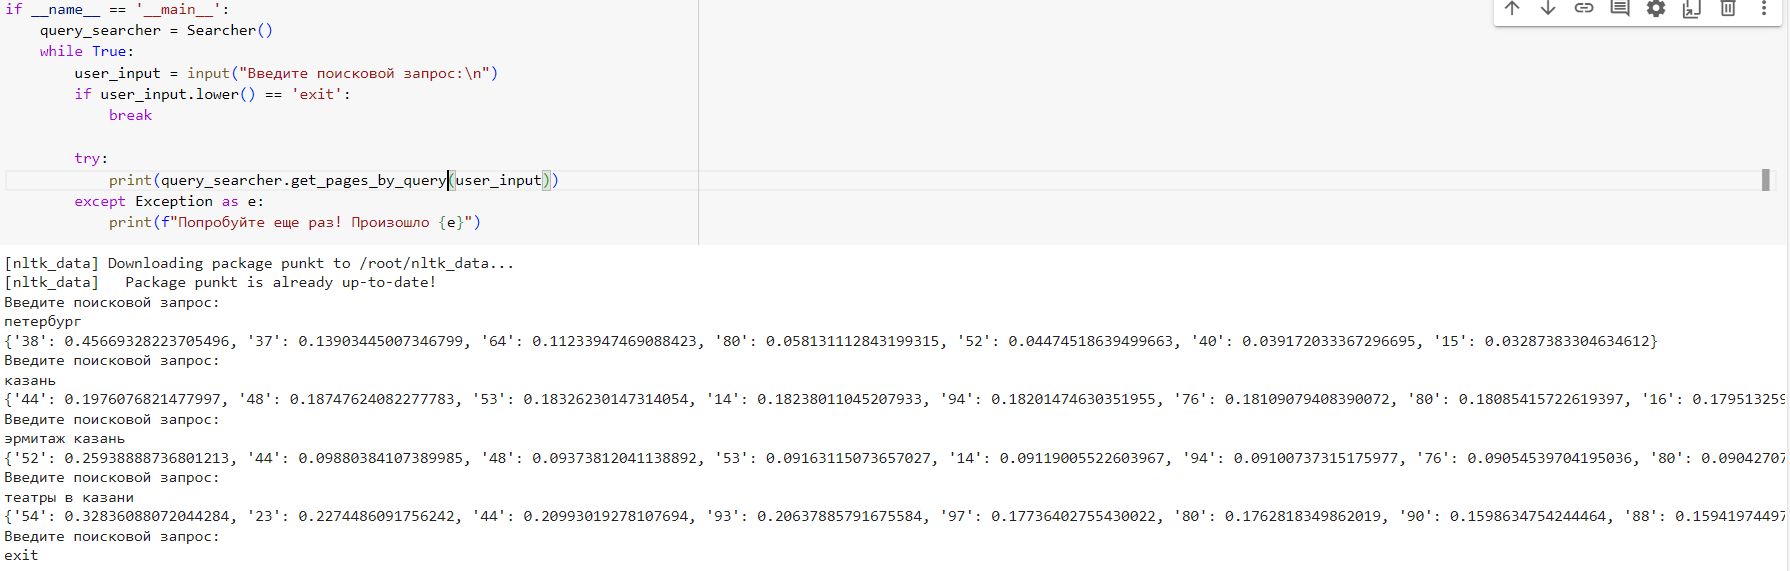 if __name__ == '__main__':
    query_searcher = Searcher()
    while True:
        user_input = input("Введите поисковой запрос:\n")
        if user_input.lower() == 'exit':
            break
        try:
            print(query_searcher.get_pages_by_query(user_input))
        except Exception as e:
            print(f"Попробуйте еще раз! Произошло {e}")
[nltk_data] Downloading package punkt to /root/nltk_data...
[nltk_data]   Package punkt is already up-to-date!
Введите поисковой запрос:
петербург
{'38': 0.45669328223705496, '37': 0.13903445007346799, '64': 0.11233947469088423, '80': 0.058131112843199315, '52': 0.04474518639499663, '40': 0.039172033367296695, '15': 0.03287383304634612}
Введите поисковой запрос:
казань
{'44': 0.1976076821477997, '48': 0.18747624082277783, '53': 0.18326230147314054, '14': 0.18238011045207933, '94': 0.18201474630351955, '76': 0.18109079408390072, '80': 0.18085415722619397, '16': 0.179513259
Введите поисковой запрос:
эрмитаж казань
{'52': 0.25938888736801213, '44': 0.09880384107389985, '48': 0.09373812041138892, '53': 0.09163115073657027, '14': 0.09119005522603967, '94': 0.09100737315175977, '76': 0.09054539704195036, '80': 0.09042707
Введите поисковой запрос:
театры в казани
{'54': 0.32836088072044284, '23': 0.2274486091756242, '44': 0.20993019278107694, '93': 0.20637885791675584, '97': 0.17736402755430022, '80': 0.1762818349862019, '90': 0.1598634754244464, '88': 0.15941974497
Введите поисковой запрос:
exit